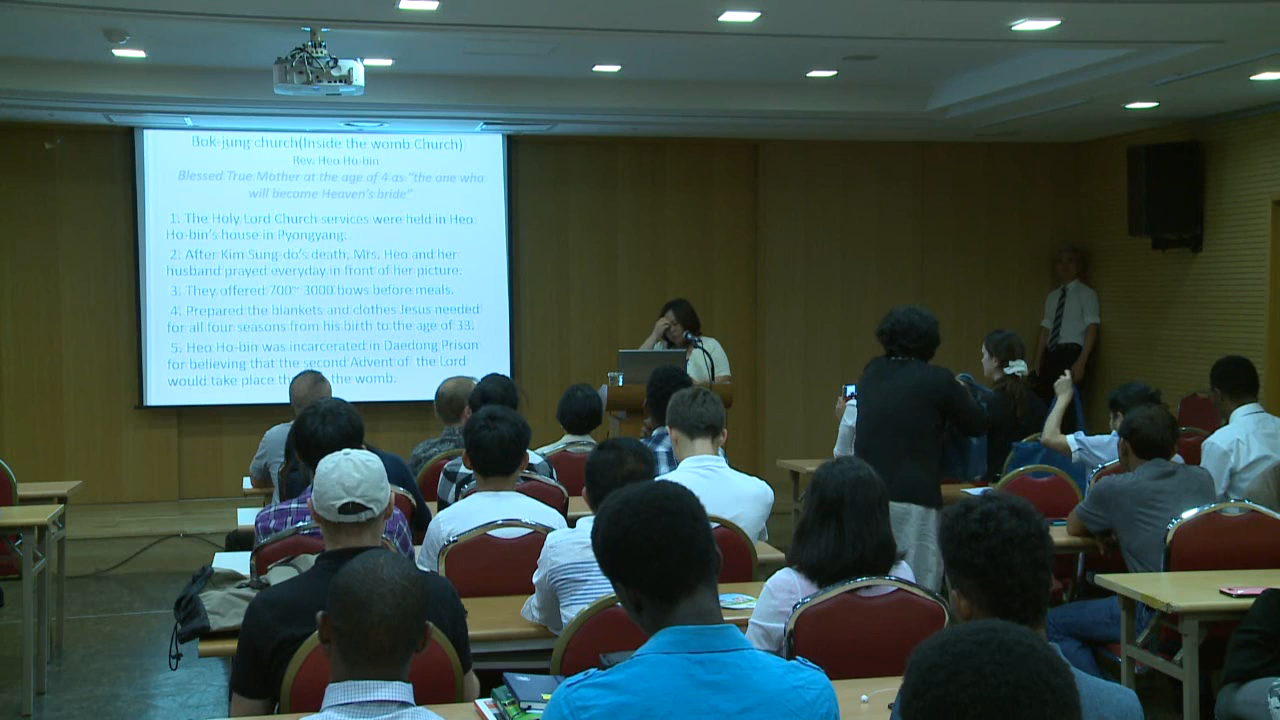 Bok-jung church(Inside the womb Church)
Rev. Heo Ho-bin
Blessed True Mother at the age of 4 as "the one who
will become Heaven's bride"
1. The Holy Lord Church services were held in Heo
Ho-bin's house in Pyongyang.
2. After Kim Sung-do's death, Mrs. Heo and her
husband prayed everyday in front of her picture.
3. They offered 700~ 3000 bows before meals.
4. Prepared the blankets and clothes Jesus needed
for all four seasons from his birth to the age of 33.
5. Heo Ho-bin was incarcerated in Daedong Prison
for believing that the second Advent of the Lord
would take place the womb.